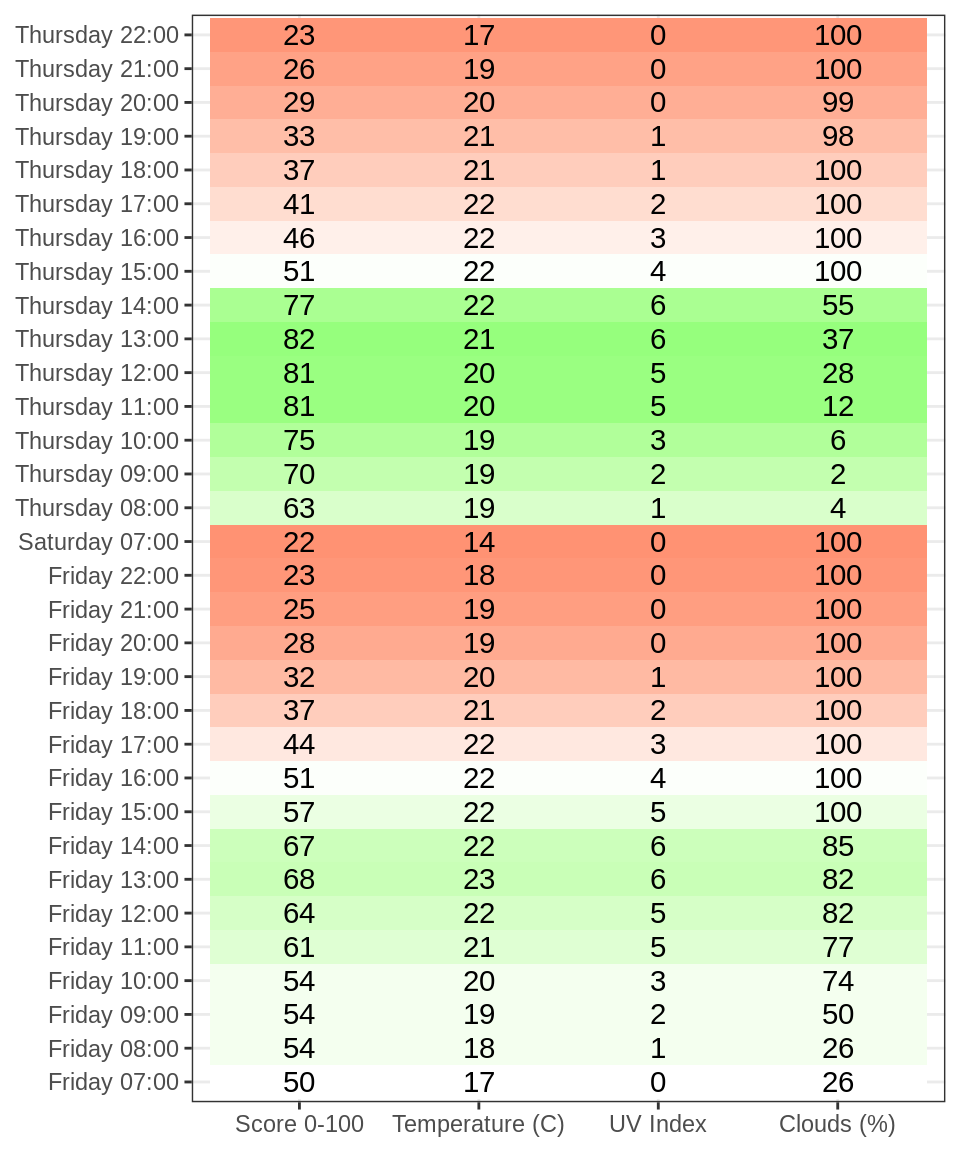 Thursday 22:00 23 17 0 100
Thursday 21:00 26 19 0 100
Thursday 20:00 29 20 0 99
Thursday 19:00 33 21 1 98
Thursday 18:00 37 21 1 100
Thursday 17:00 41 22 2 100
Thursday 16:00 46 22 3 100
Thursday 15:00 51 22 4 100
Thursday 14:00 77 22 6 55
Thursday 13:00 82 21 6 37
Thursday 12:00 81 20 5 28
Thursday 11:00 81 20 5 12
Thursday 10:00 75 19 3 6
Thursday 09:00 70 19 2 2
Thursday 08:00 63 19 1 4
Saturday 07:00 22 14 0 100
Friday 22:00 23 18 0 100
Friday 21:00 25 19 0 100
Friday 20:00 28 19 0 100
Friday 19:00 32 20 1 100
Friday 18:00 37 21 2 100
Friday 17:00 44 22 3 100
Friday 16:00 51 22 4 100
Friday 15:00 57 22 5 100
Friday 14:00 67 22 6 85
Friday 13:00 68 23 6 82
Friday 12:00 64 22 5 82
Friday 11:00 61 21 5 77
Friday 10:00 54 20 3 74
Friday 09:00 54 19 2 50
Friday 08:00 54 18 1 26
Friday 07:00 50 17 0 26
Score 0-100 Temperature (C) UV Index Clouds (%)